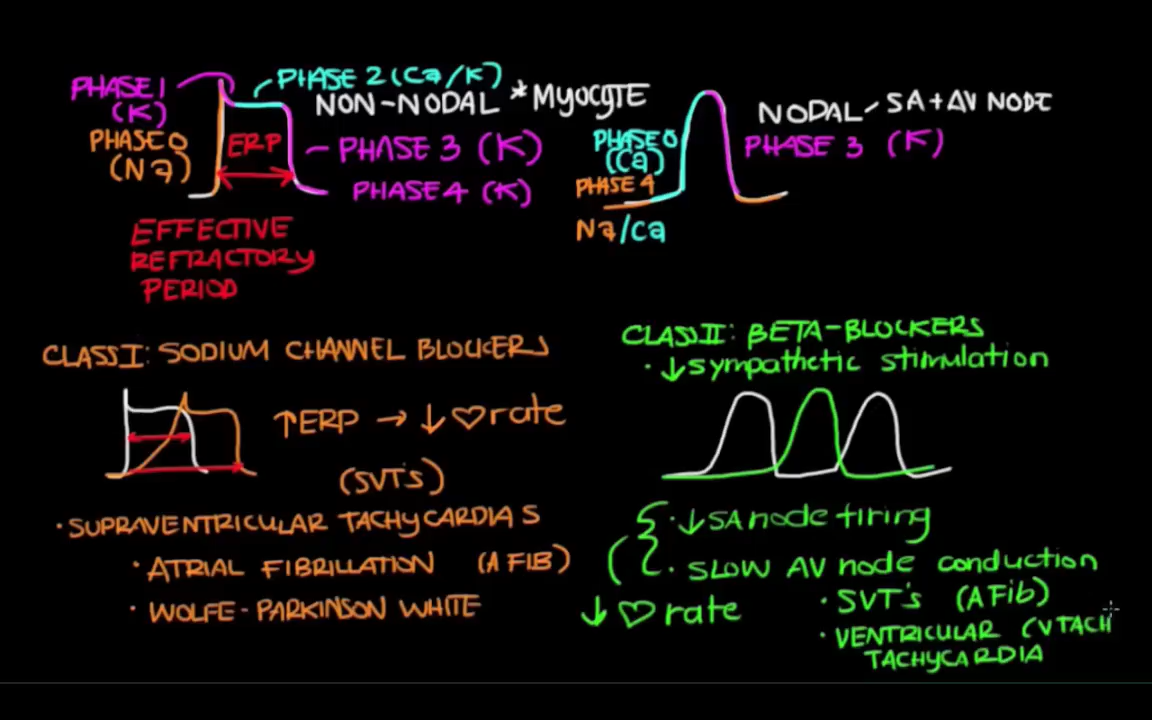 PHASE 1
(K)
PHASE 2 (Ca/K)
NON-NODAL *MYOCYTE
PHASE 0
(Na)
ERP
PHASE 3 (K)
PHASE 4 (K)
EFFECTIVE
REFRACTORY
PERIOD
NODAL - SA + AV NODE
PHASE 0
(Ca)
PHASE 3 (K)
PHASE 4
Na/Ca
CLASS I: SODIUM CHANNEL BLOCKERS
↑ERP → ↓ ♡ rate
(SVT'S)
· SUPRAVENTRICULAR TACHYCARDIAS
· ATRIAL FIBRILLATION (A FIB)
· WOLFE-PARKINSON WHITE
CLASS II: BETA-BLOCKERS
· ↓ sympathetic stimulation
· ↓ SA node firing
· SLOW AV node conduction
↓ ♡ rate
· SVT's (A Fib)
· VENTRICULAR (V TACH
TACHYCARDIA